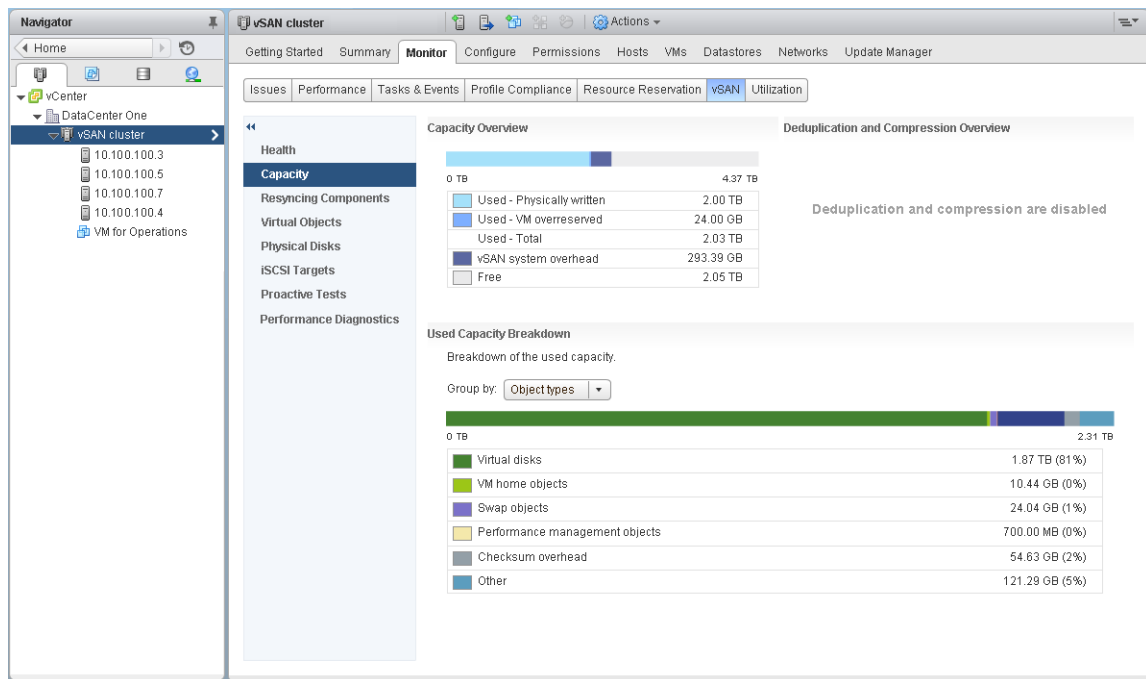 Navigator
Home
vCenter
DataCenter One
vSAN cluster
10.100.100.3
10.100.100.5
10.100.100.7
10.100.100.4
VM for Operations
vSAN cluster Actions
Getting Started Summary Monitor Configure Permissions Hosts VMs Datastores Networks Update Manager
Issues Performance Tasks & Events Profile Compliance Resource Reservation vSAN Utilization
Health
Capacity
Resyncing Components
Virtual Objects
Physical Disks
iSCSI Targets
Proactive Tests
Performance Diagnostics
Capacity Overview
0 TB 4.37 TB
Used - Physically written 2.00 TB
Used - VM overreserved 24.00 GB
Used - Total 2.03 TB
vSAN system overhead 293.39 GB
Free 2.05 TB
Deduplication and Compression Overview
Deduplication and compression are disabled
Used Capacity Breakdown
Breakdown of the used capacity.
Group by: Object types
0 TB 2.31 TB
Virtual disks 1.87 TB (81%)
VM home objects 10.44 GB (0%)
Swap objects 24.04 GB (1%)
Performance management objects 700.00 MB (0%)
Checksum overhead 54.63 GB (2%)
Other 121.29 GB (5%)